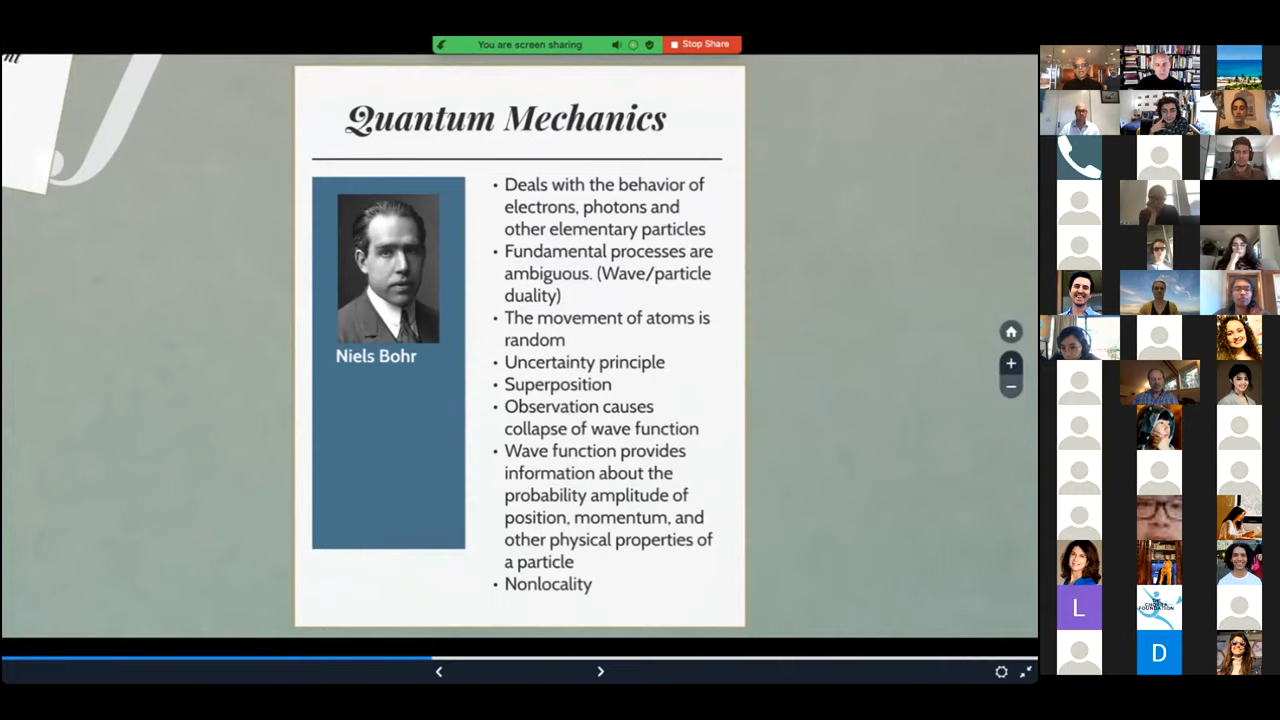 You are screen sharing
Stop Share
Quantum Mechanics
Niels Bohr
• Deals with the behavior of
electrons, photons and
other elementary particles
• Fundamental processes are
ambiguous. (Wave/particle
duality)
• The movement of atoms is
random
• Uncertainty principle
• Superposition
• Observation causes
collapse of wave function
• Wave function provides
information about the
probability amplitude of
position, momentum, and
other physical properties of
a particle
• Nonlocality
L
FOUNDATION
D